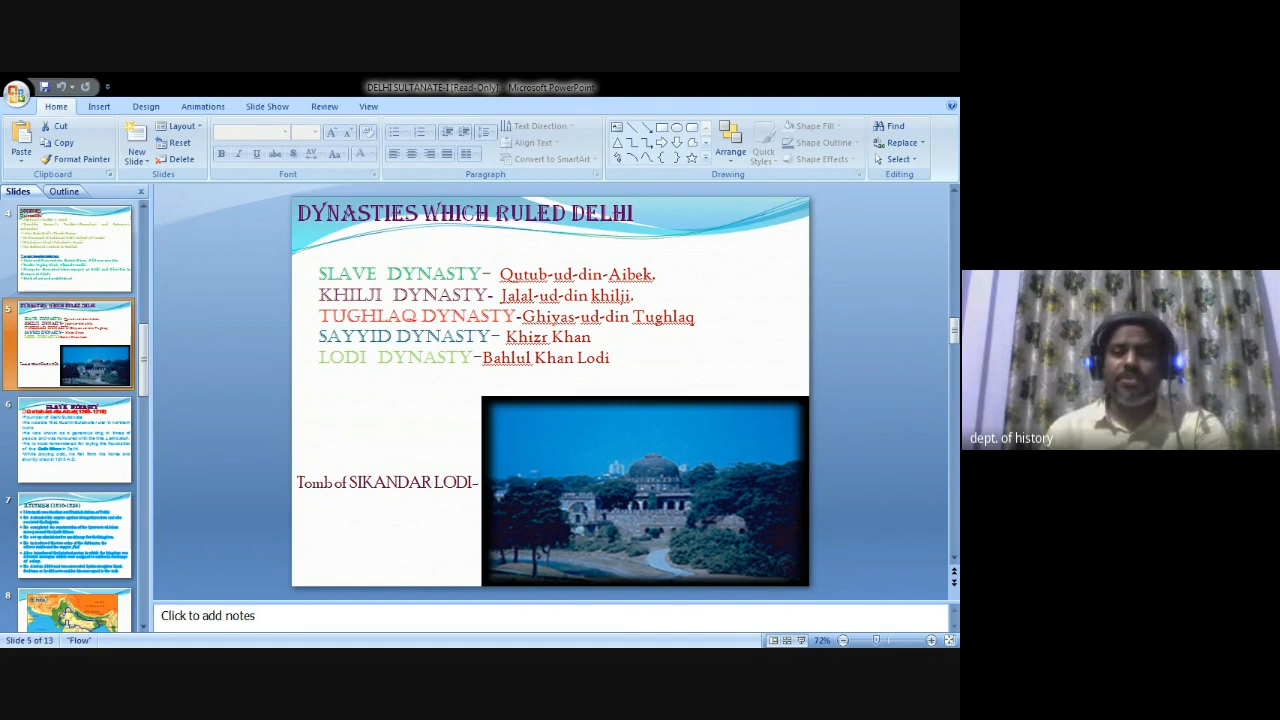 DELHI SULTANATE-I [Read-Only] - Microsoft PowerPoint
Home Insert Design Animations Slide Show Review View
Paste
Cut
Copy
Format Painter
Clipboard
New Slide
Layout
Reset
Delete
Slides
Font
Text Direction
Align Text
Convert to SmartArt
Paragraph
Arrange
Quick Styles
Shape Fill
Shape Outline
Shape Effects
Drawing
Find
Replace
Select
Editing
Slides Outline
4
5
6
7
8
DYNASTIES WHICH RULED DELHI
SLAVE DYNASTY- Qutub-ud-din-Aibek.
KHILJI DYNASTY- Jalal-ud-din khilji.
TUGHLAQ DYNASTY-Ghiyas-ud-din Tughlaq
SAYYID DYNASTY- Khizr Khan
LODI DYNASTY-Bahlul Khan Lodi
Tomb of SIKANDAR LODI-
Click to add notes
Slide 5 of 13 "Flow" 72%
dept. of history